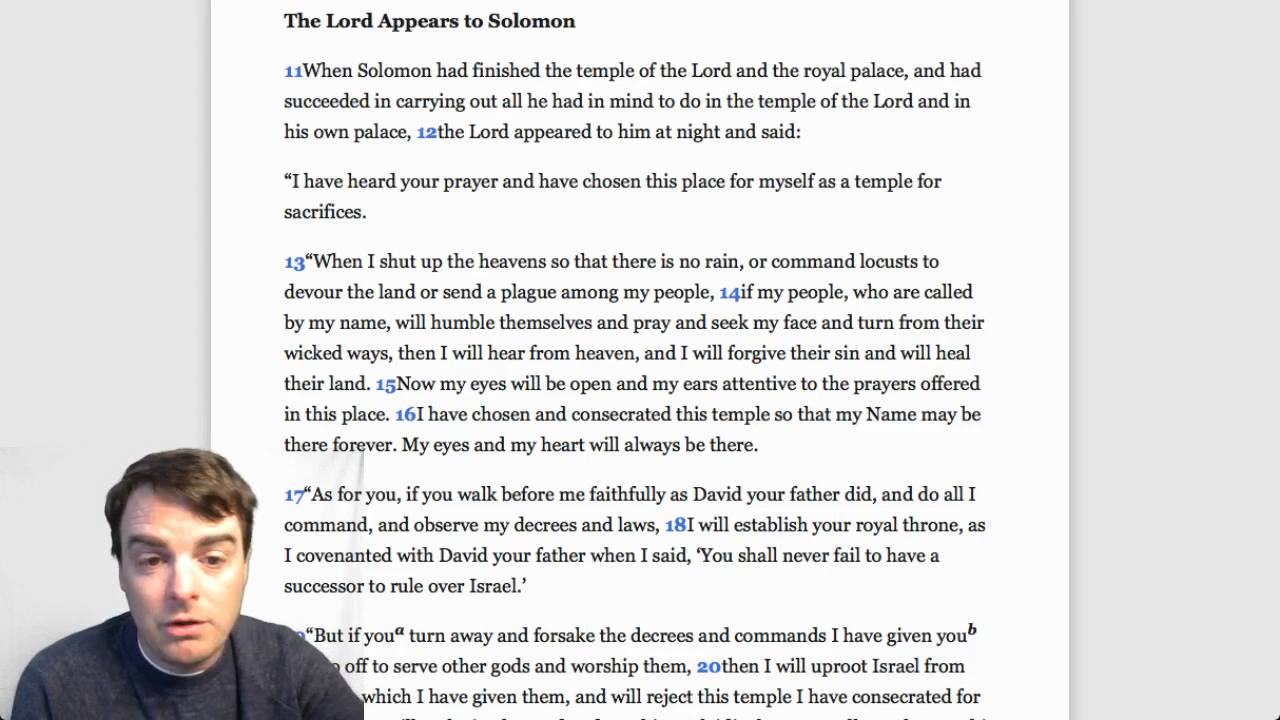 The Lord Appears to Solomon
11When Solomon had finished the temple of the Lord and the royal palace, and had
succeeded in carrying out all he had in mind to do in the temple of the Lord and in
his own palace, 12the Lord appeared to him at night and said:
“I have heard your prayer and have chosen this place for myself as a temple for
sacrifices.
13“When I shut up the heavens so that there is no rain, or command locusts to
devour the land or send a plague among my people, 14if my people, who are called
by my name, will humble themselves and pray and seek my face and turn from their
wicked ways, then I will hear from heaven, and I will forgive their sin and will heal
their land. 15Now my eyes will be open and my ears attentive to the prayers offered
in this place. 16I have chosen and consecrated this temple so that my Name may be
there forever. My eyes and my heart will always be there.
17“As for you, if you walk before me faithfully as David your father did, and do all I
command, and observe my decrees and laws, 18I will establish your royal throne, as
I covenanted with David your father when I said, ‘You shall never fail to have a
successor to rule over Israel.’
“But if youa turn away and forsake the decrees and commands I have given youb
off to serve other gods and worship them, 20then I will uproot Israel from
which I have given them, and will reject this temple I have consecrated for